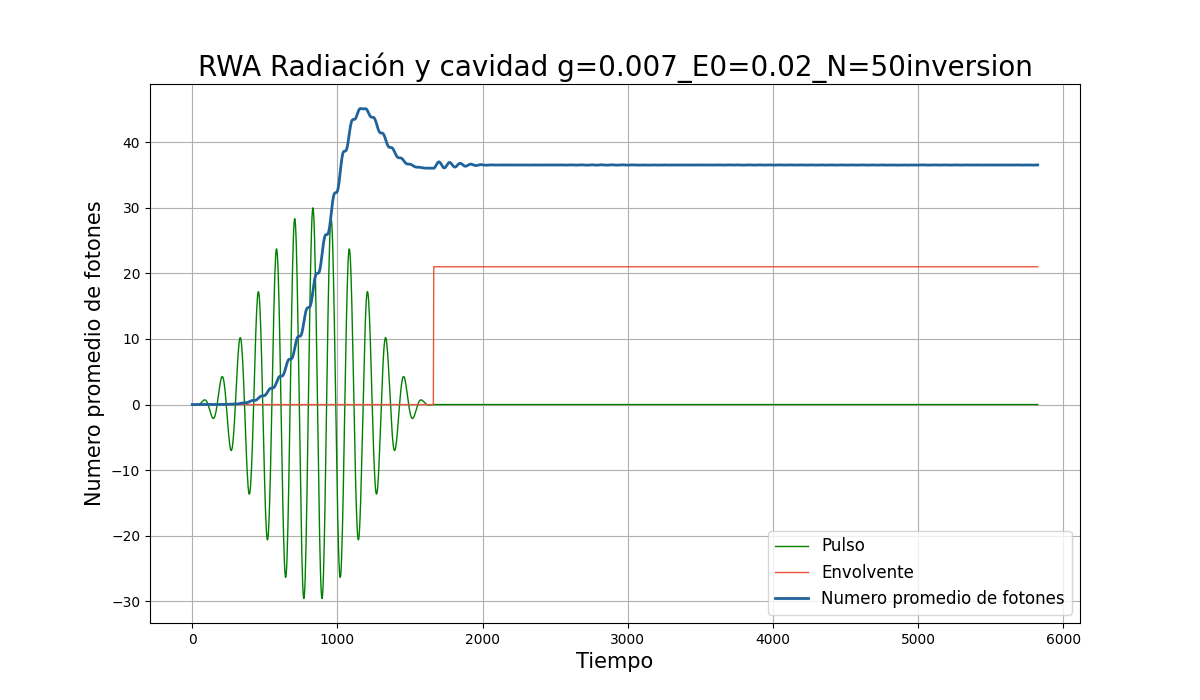 RWA Radiación y cavidad g=0.007_E0=0.02_N=50inversion
Numero promedio de fotones
40
30
20
10
0
−10
−20
−30
0
1000
2000
3000
4000
5000
6000
Tiempo
Pulso
Envolvente
Numero promedio de fotones